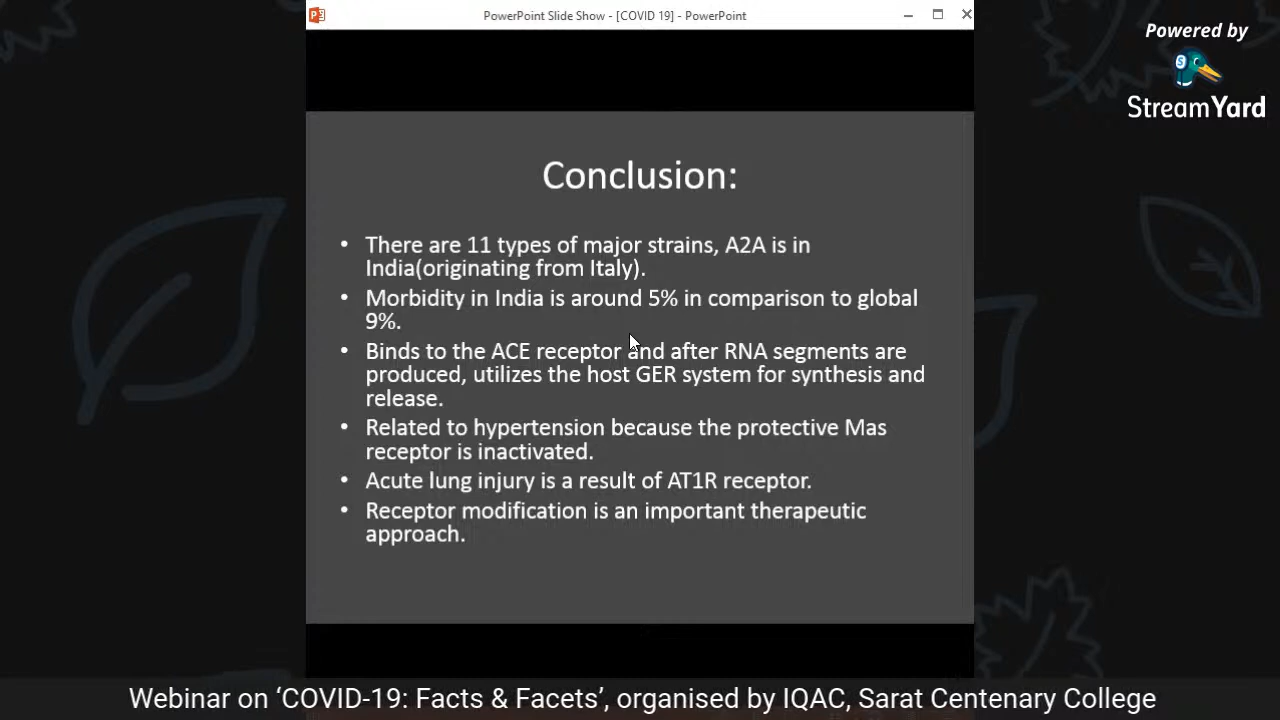 PowerPoint Slide Show - [COVID 19] - PowerPoint
Powered by
S
StreamYard
Conclusion:
• There are 11 types of major strains, A2A is in
India(originating from Italy).
• Morbidity in India is around 5% in comparison to global
9%.
• Binds to the ACE receptor and after RNA segments are
produced, utilizes the host GER system for synthesis and
release.
• Related to hypertension because the protective Mas
receptor is inactivated.
• Acute lung injury is a result of AT1R receptor.
• Receptor modification is an important therapeutic
approach.
Webinar on ‘COVID-19: Facts & Facets’, organised by IQAC, Sarat Centenary College